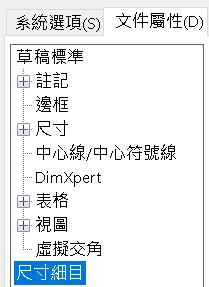 系統選項(S) 文件屬性(D)
草稿標準
註記
邊框
尺寸
中心線/中心符號線
DimXpert
表格
視圖
虛擬交角
尺寸細目